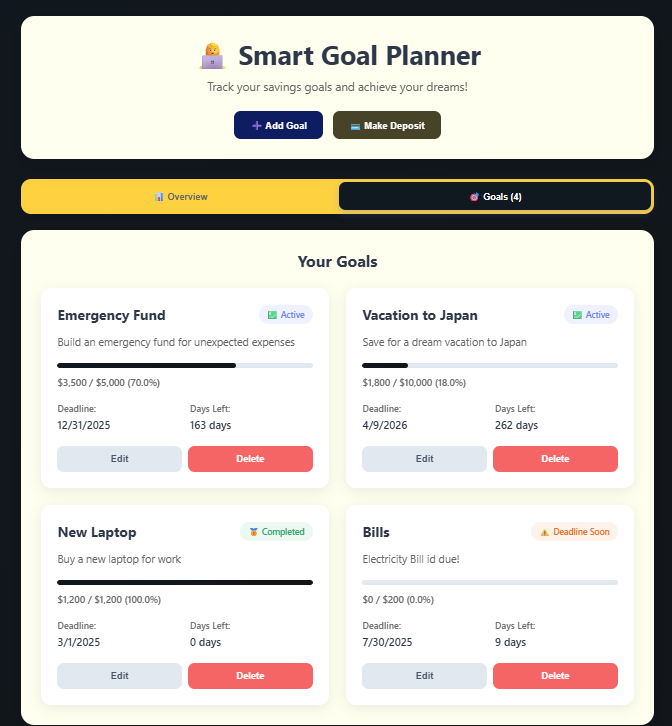 Smart Goal Planner
Track your savings goals and achieve your dreams!
Add Goal
Make Deposit
Overview
Goals (4)
Your Goals
Emergency Fund
Active
Build an emergency fund for unexpected expenses
$3,500 / $5,000 (70.0%)
Deadline:
Days Left:
12/31/2025
163 days
Edit
Delete
Vacation to Japan
Active
Save for a dream vacation to Japan
$1,800 / $10,000 (18.0%)
Deadline:
Days Left:
4/9/2026
262 days
Edit
Delete
New Laptop
Completed
Buy a new laptop for work
$1,200 / $1,200 (100.0%)
Deadline:
Days Left:
3/1/2025
0 days
Edit
Delete
Bills
Deadline Soon
Electricity Bill id due!
$0 / $200 (0.0%)
Deadline:
Days Left:
7/30/2025
9 days
Edit
Delete